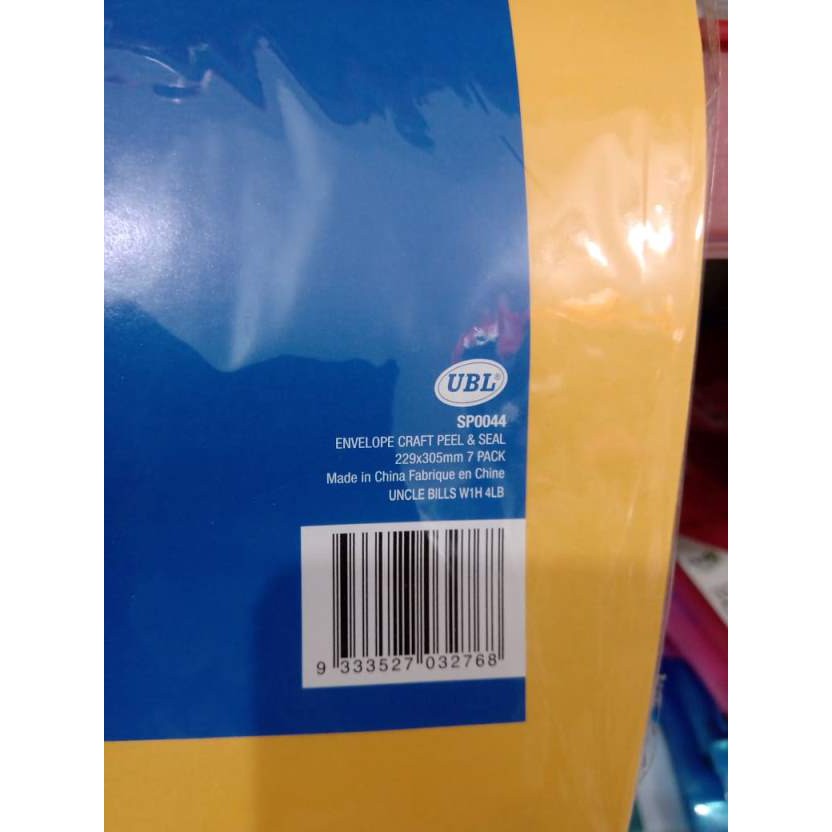 UBL®
SP0044
ENVELOPE CRAFT PEEL & SEAL
229x305mm 7 PACK
Made in China Fabrique en Chine
UNCLE BILLS W1H 4LB
9 333527 032768